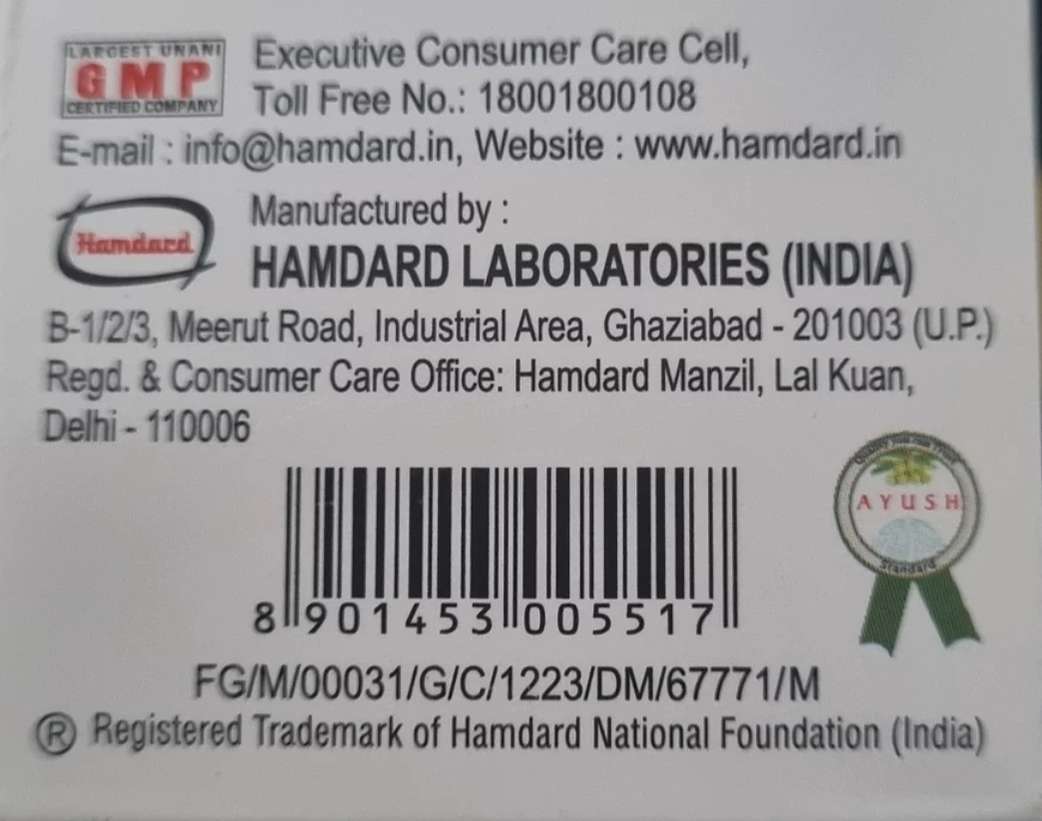 LARGEST UNANI
GMP
CERTIFIED COMPANY
Executive Consumer Care Cell,
Toll Free No.: 18001800108
E-mail : info@hamdard.in, Website : www.hamdard.in
Hamdard
Manufactured by :
HAMDARD LABORATORIES (INDIA)
B-1/2/3, Meerut Road, Industrial Area, Ghaziabad - 201003 (U.P.)
Regd. & Consumer Care Office: Hamdard Manzil, Lal Kuan,
Delhi - 110006
AYUSH
Standard
8 901453 005517
FG/M/00031/G/C/1223/DM/67771/M
® Registered Trademark of Hamdard National Foundation (India)